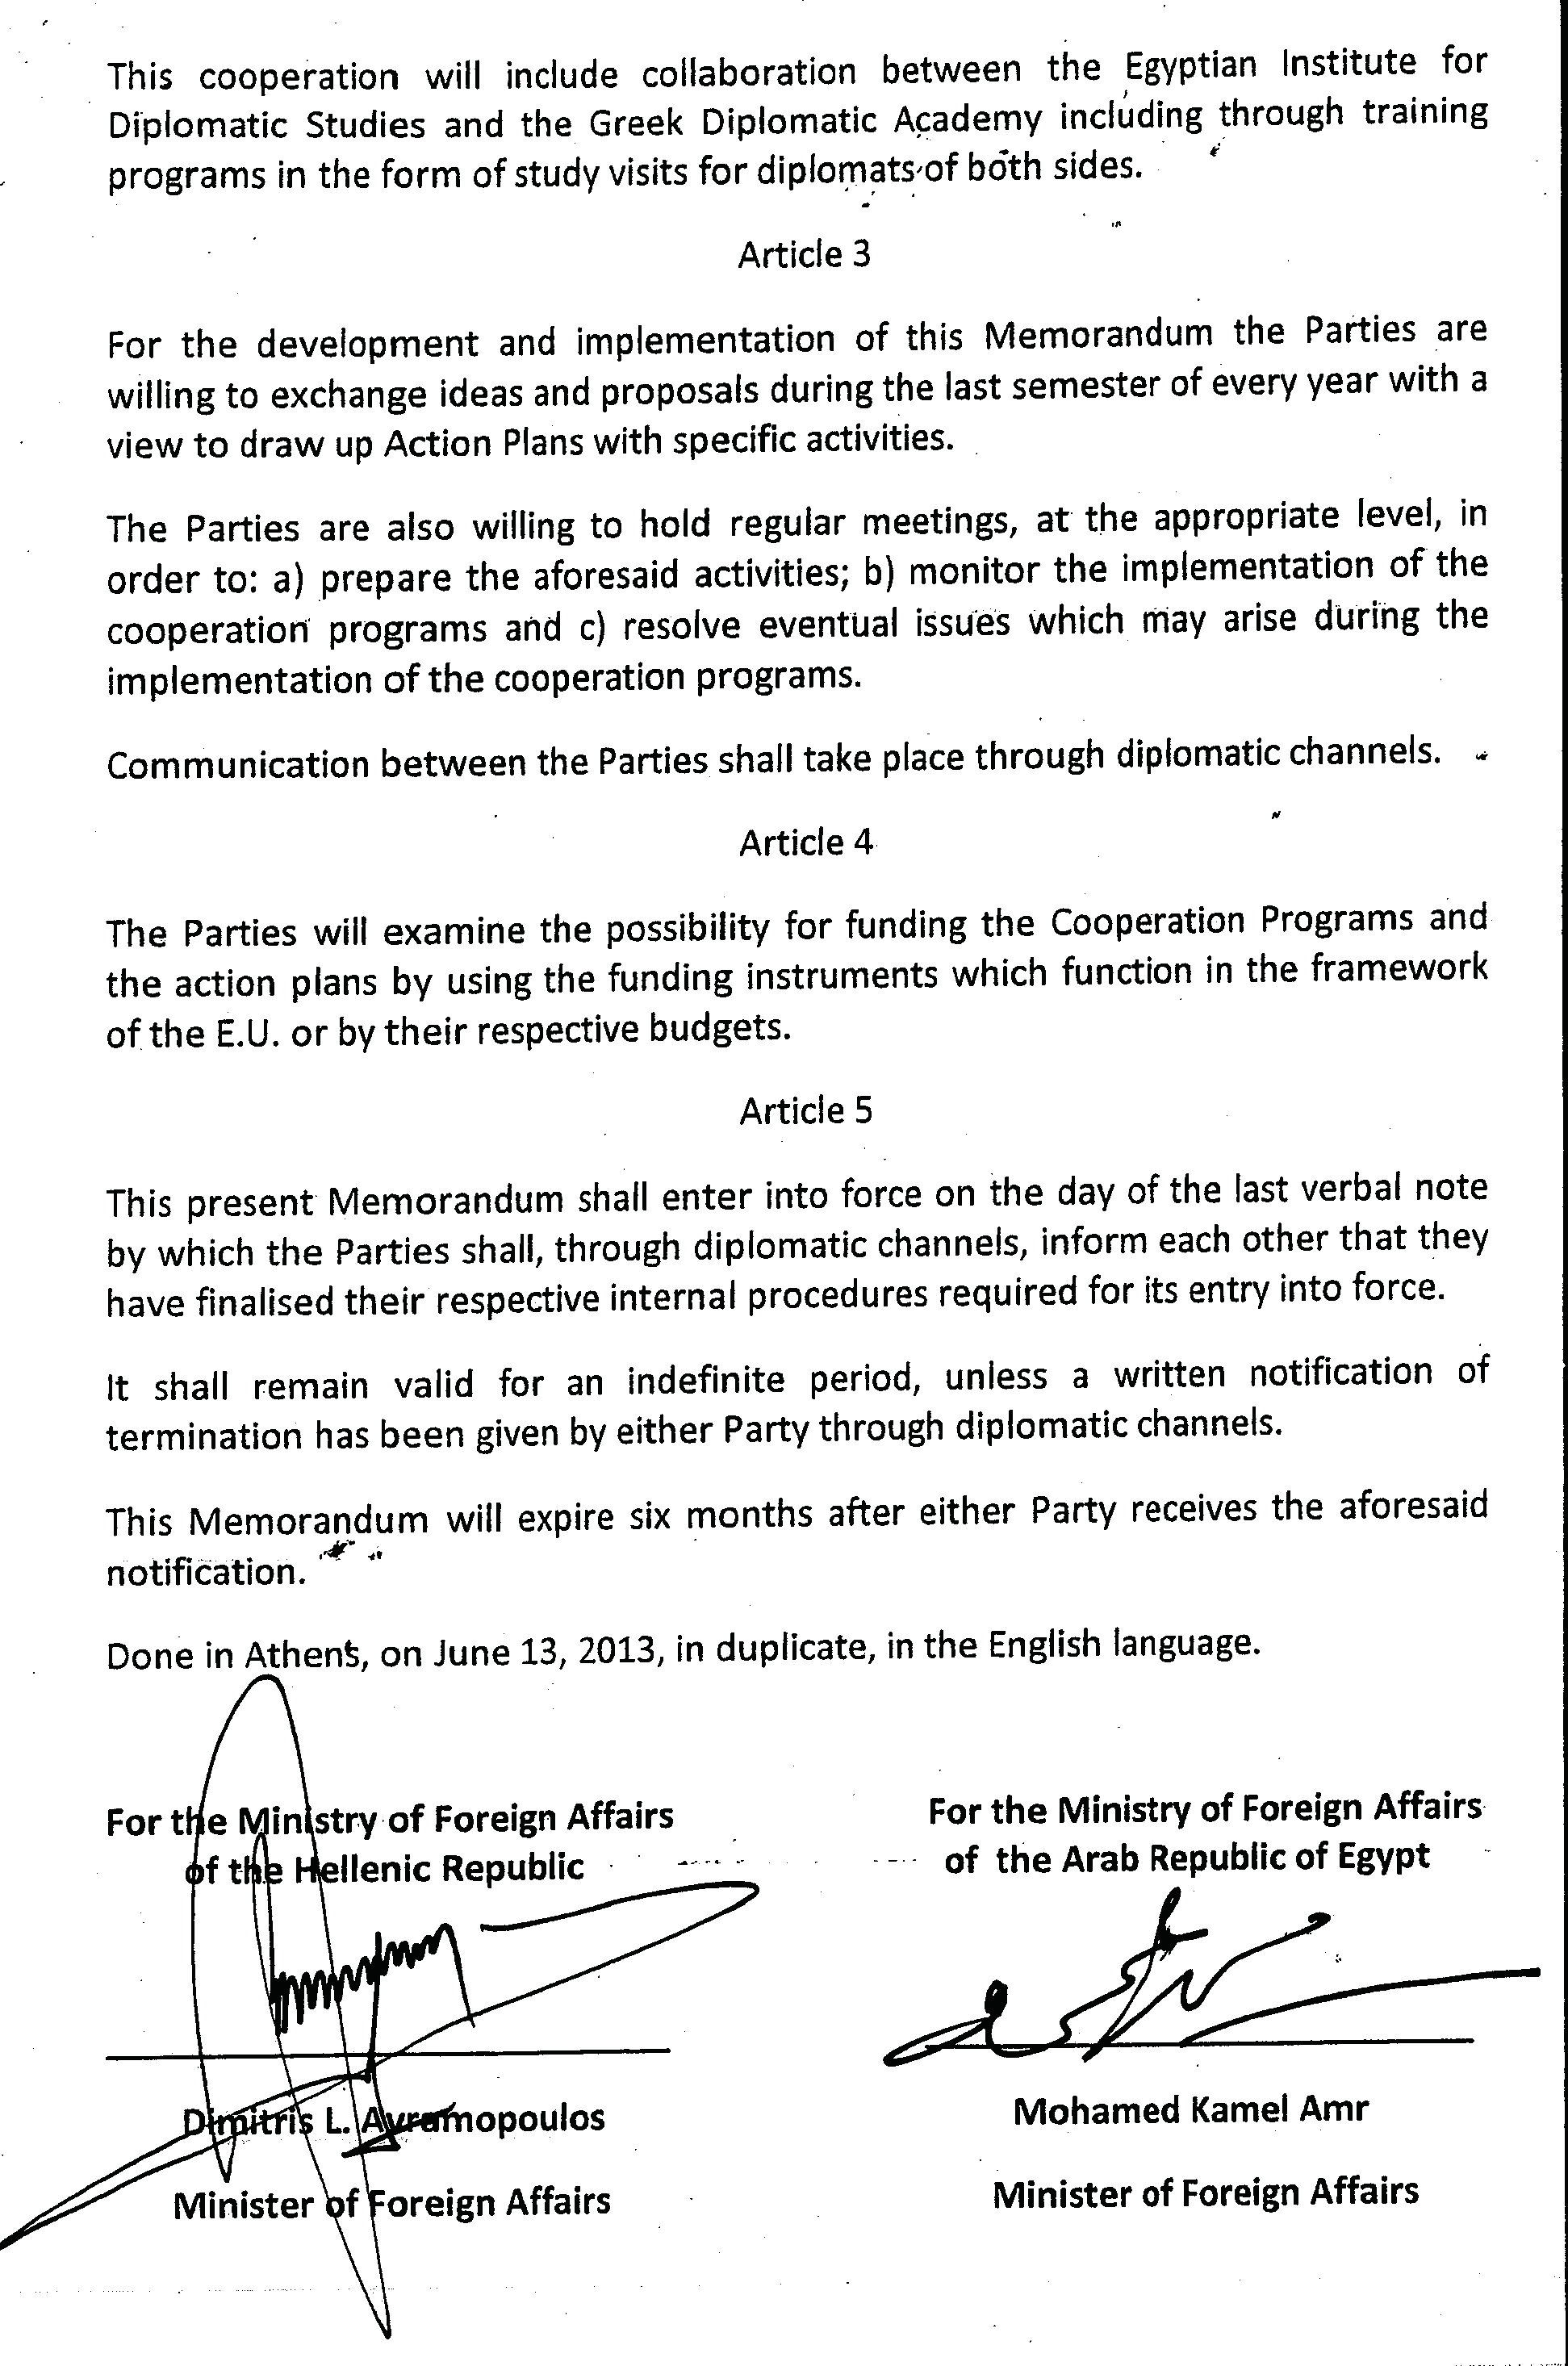 This cooperation will include collaboration between the Egyptian Institute for
Diplomatic Studies and the Greek Diplomatic Academy including through training
programs in the form of study visits for diplomats of both sides.
Article 3
For the development and implementation of this Memorandum the Parties are
willing to exchange ideas and proposals during the last semester of every year with a
view to draw up Action Plans with specific activities.
The Parties are also willing to hold regular meetings, at the appropriate level, in
order to: a) prepare the aforesaid activities; b) monitor the implementation of the
cooperation programs and c) resolve eventual issues which may arise during the
implementation of the cooperation programs.
Communication between the Parties shall take place through diplomatic channels.
Article 4
The Parties will examine the possibility for funding the Cooperation Programs and
the action plans by using the funding instruments which function in the framework
of the E.U. or by their respective budgets.
Article 5
This present Memorandum shall enter into force on the day of the last verbal note
by which the Parties shall, through diplomatic channels, inform each other that they
have finalised their respective internal procedures required for its entry into force.
It shall remain valid for an indefinite period, unless a written notification of
termination has been given by either Party through diplomatic channels.
This Memorandum will expire six months after either Party receives the aforesaid
notification.
Done in Athens, on June 13, 2013, in duplicate, in the English language.
For the Ministry of Foreign Affairs
of the Hellenic Republic
Dimitris L. Avramopoulos
Minister of Foreign Affairs
For the Ministry of Foreign Affairs
of the Arab Republic of Egypt
Mohamed Kamel Amr
Minister of Foreign Affairs